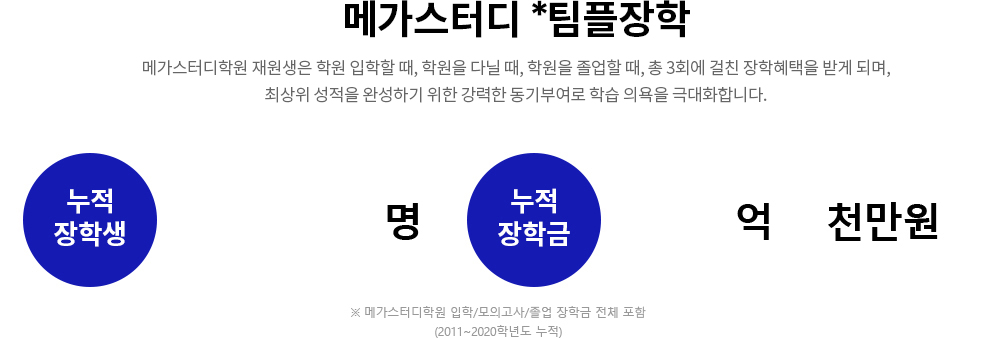 메가스터디 *팀플장학
메가스터디학원 재원생은 학원 입학할 때, 학원을 다닐 때, 학원을 졸업할 때, 총 3회에 걸친 장학혜택을 받게 되며,
최상위 성적을 완성하기 위한 강력한 동기부여로 학습 의욕을 극대화합니다.
누적
장학생
명
누적
장학금
억 천만원
※ 메가스터디학원 입학/모의고사/졸업 장학금 전체 포함
(2011~2020학년도 누적)